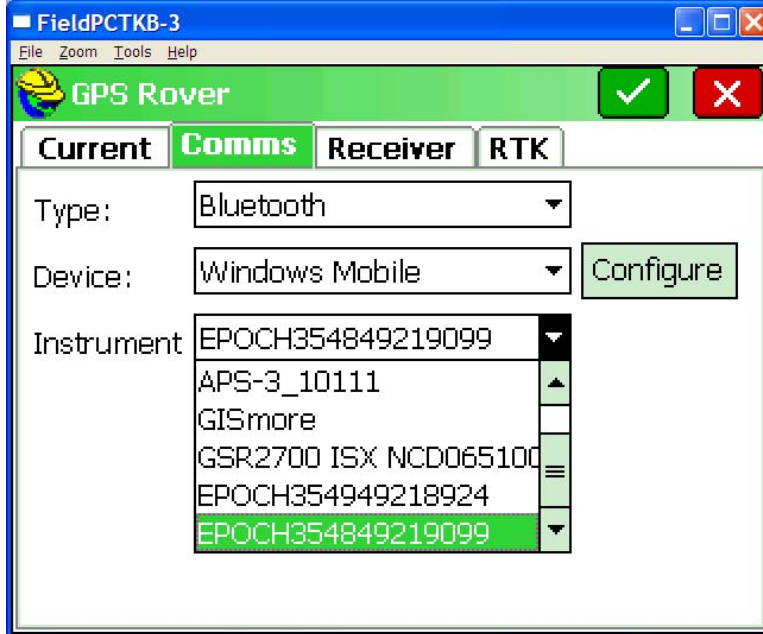 FieldPCTKB-3
File Zoom Tools Help
GPS Rover
Current Comms Receiver RTK
Type: Bluetooth
Device: Windows Mobile Configure
Instrument EPOCH354849219099
APS-3_10111
GISmore
GSR2700 ISX NCD065100
EPOCH354949218924
EPOCH354849219099